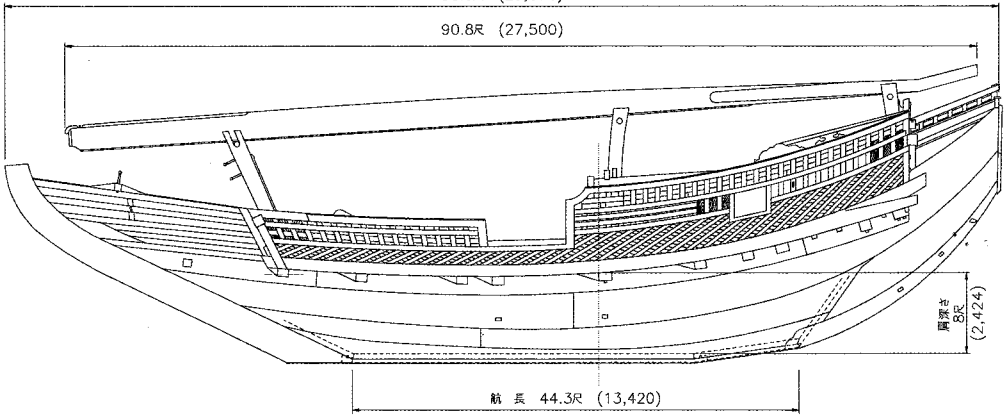 90.8尺 (27,500)
肩深さ
8尺
(2,424)
航 長 44.3尺 (13,420)